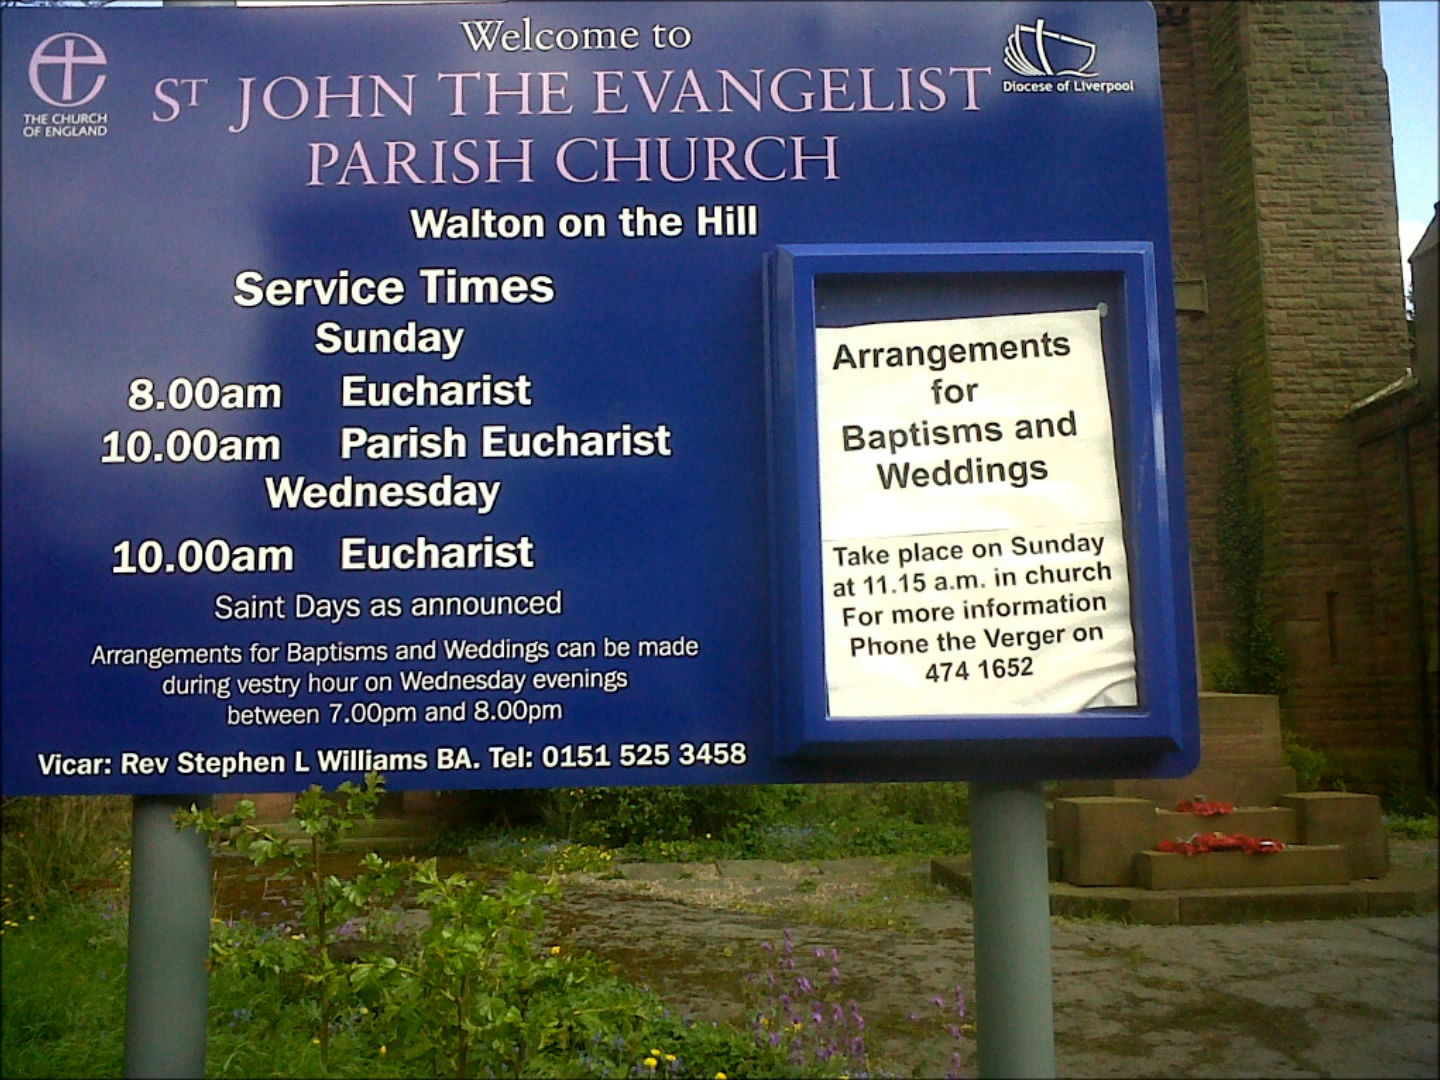 Welcome to
ST JOHN THE EVANGELIST
PARISH CHURCH
Walton on the Hill
THE CHURCH
OF ENGLAND
Diocese of Liverpool
Service Times
Sunday
8.00am Eucharist
10.00am Parish Eucharist
Wednesday
10.00am Eucharist
Saint Days as announced
Arrangements for Baptisms and Weddings can be made
during vestry hour on Wednesday evenings
between 7.00pm and 8.00pm
Vicar: Rev Stephen L Williams BA. Tel: 0151 525 3458
Arrangements
for
Baptisms and
Weddings
Take place on Sunday
at 11.15 a.m. in church
For more information
Phone the Verger on
474 1652